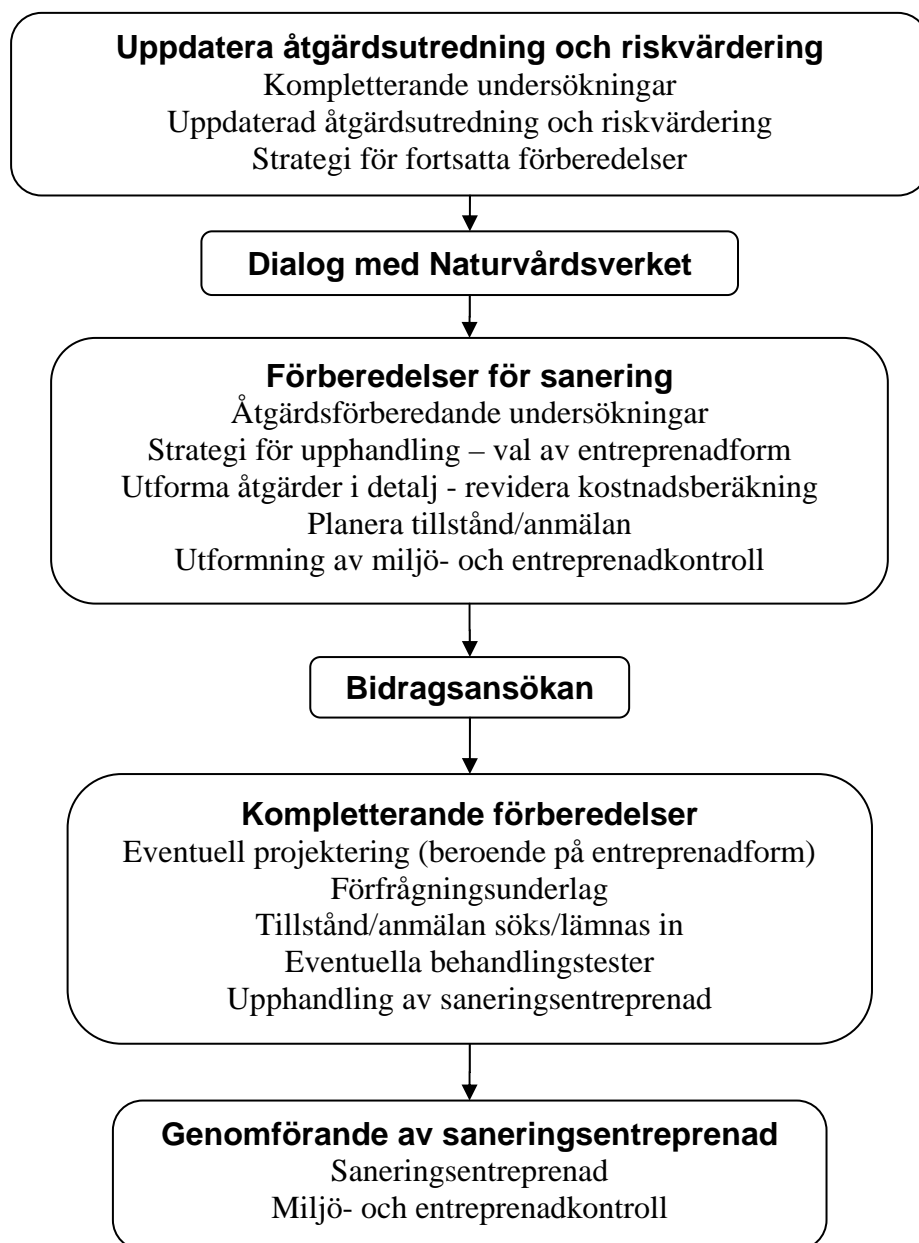 Uppdatera åtgärdsutredning och riskvärdering
Kompletterande undersökningar
Uppdaterad åtgärdsutredning och riskvärdering
Strategi för fortsatta förberedelser
Dialog med Naturvårdsverket
Förberedelser för sanering
Åtgärdsförberedande undersökningar
Strategi för upphandling – val av entreprenadform
Utforma åtgärder i detalj - revidera kostnadsberäkning
Planera tillstånd/anmälan
Utformning av miljö- och entreprenadkontroll
Bidragsansökan
Kompletterande förberedelser
Eventuell projektering (beroende på entreprenadform)
Förfrågningsunderlag
Tillstånd/anmälan söks/lämnas in
Eventuella behandlingstester
Upphandling av saneringsentreprenad
Genomförande av saneringsentreprenad
Saneringsentreprenad
Miljö- och entreprenadkontroll